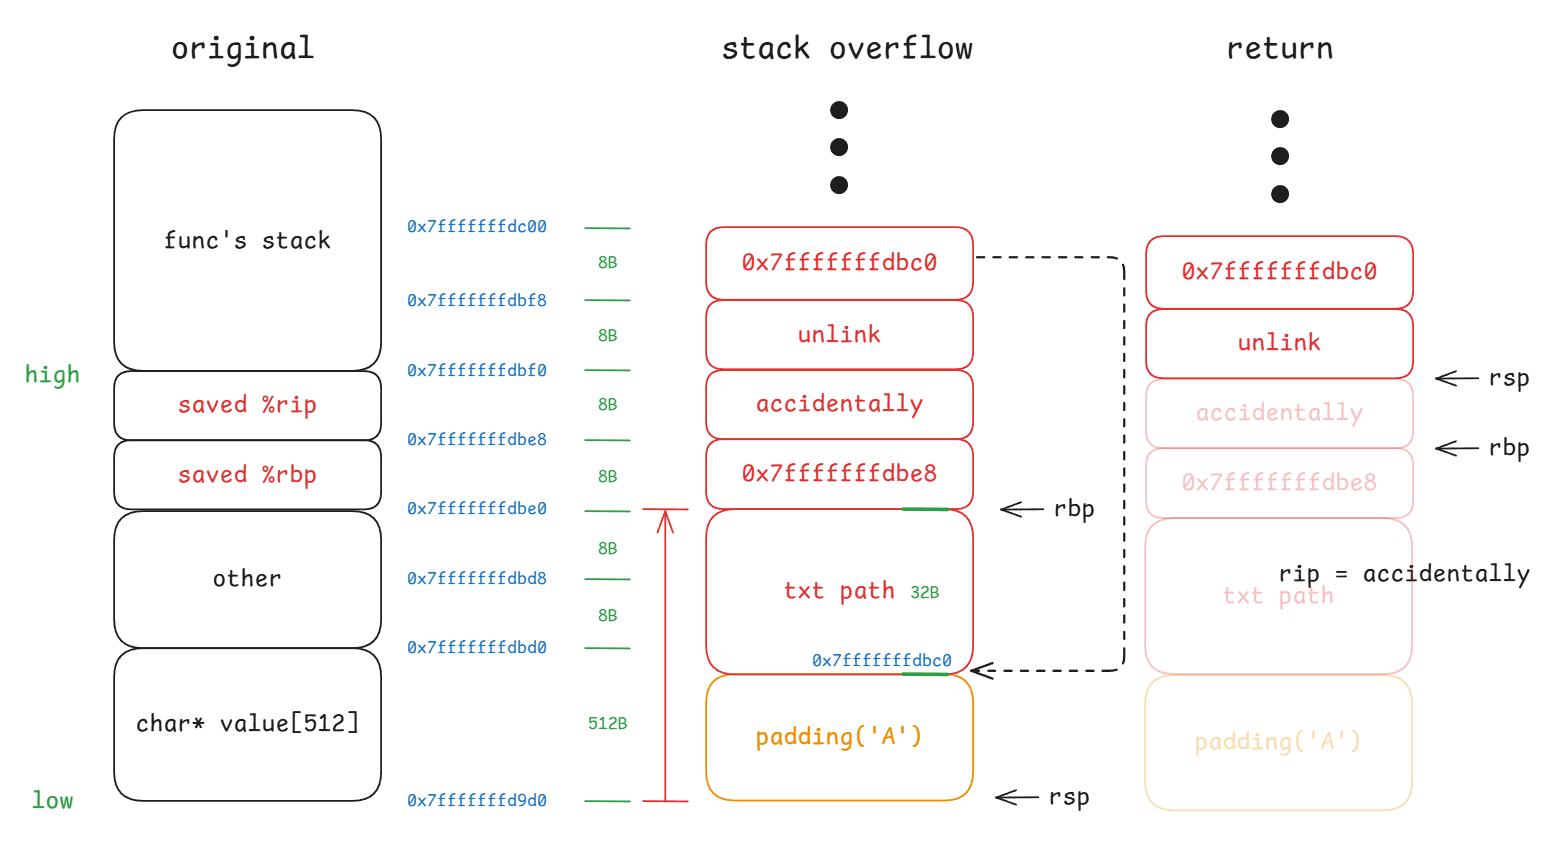 original
stack overflow
return
func's stack
high
saved %rip
saved %rbp
other
char* value[512]
low
0x7fffffffdc00
8B
0x7fffffffdbf8
8B
0x7fffffffdbf0
8B
0x7fffffffdbe8
8B
0x7fffffffdbe0
8B
0x7fffffffdbd8
8B
0x7fffffffdbd0
512B
0x7fffffffd9d0
0x7fffffffdbc0
unlink
accidentally
0x7fffffffdbe8
rbp
txt path 32B
0x7fffffffdbc0
padding('A')
rsp
0x7fffffffdbc0
unlink
rsp
accidentally
rbp
0x7fffffffdbe8
rip = accidentally
txt path
padding('A')